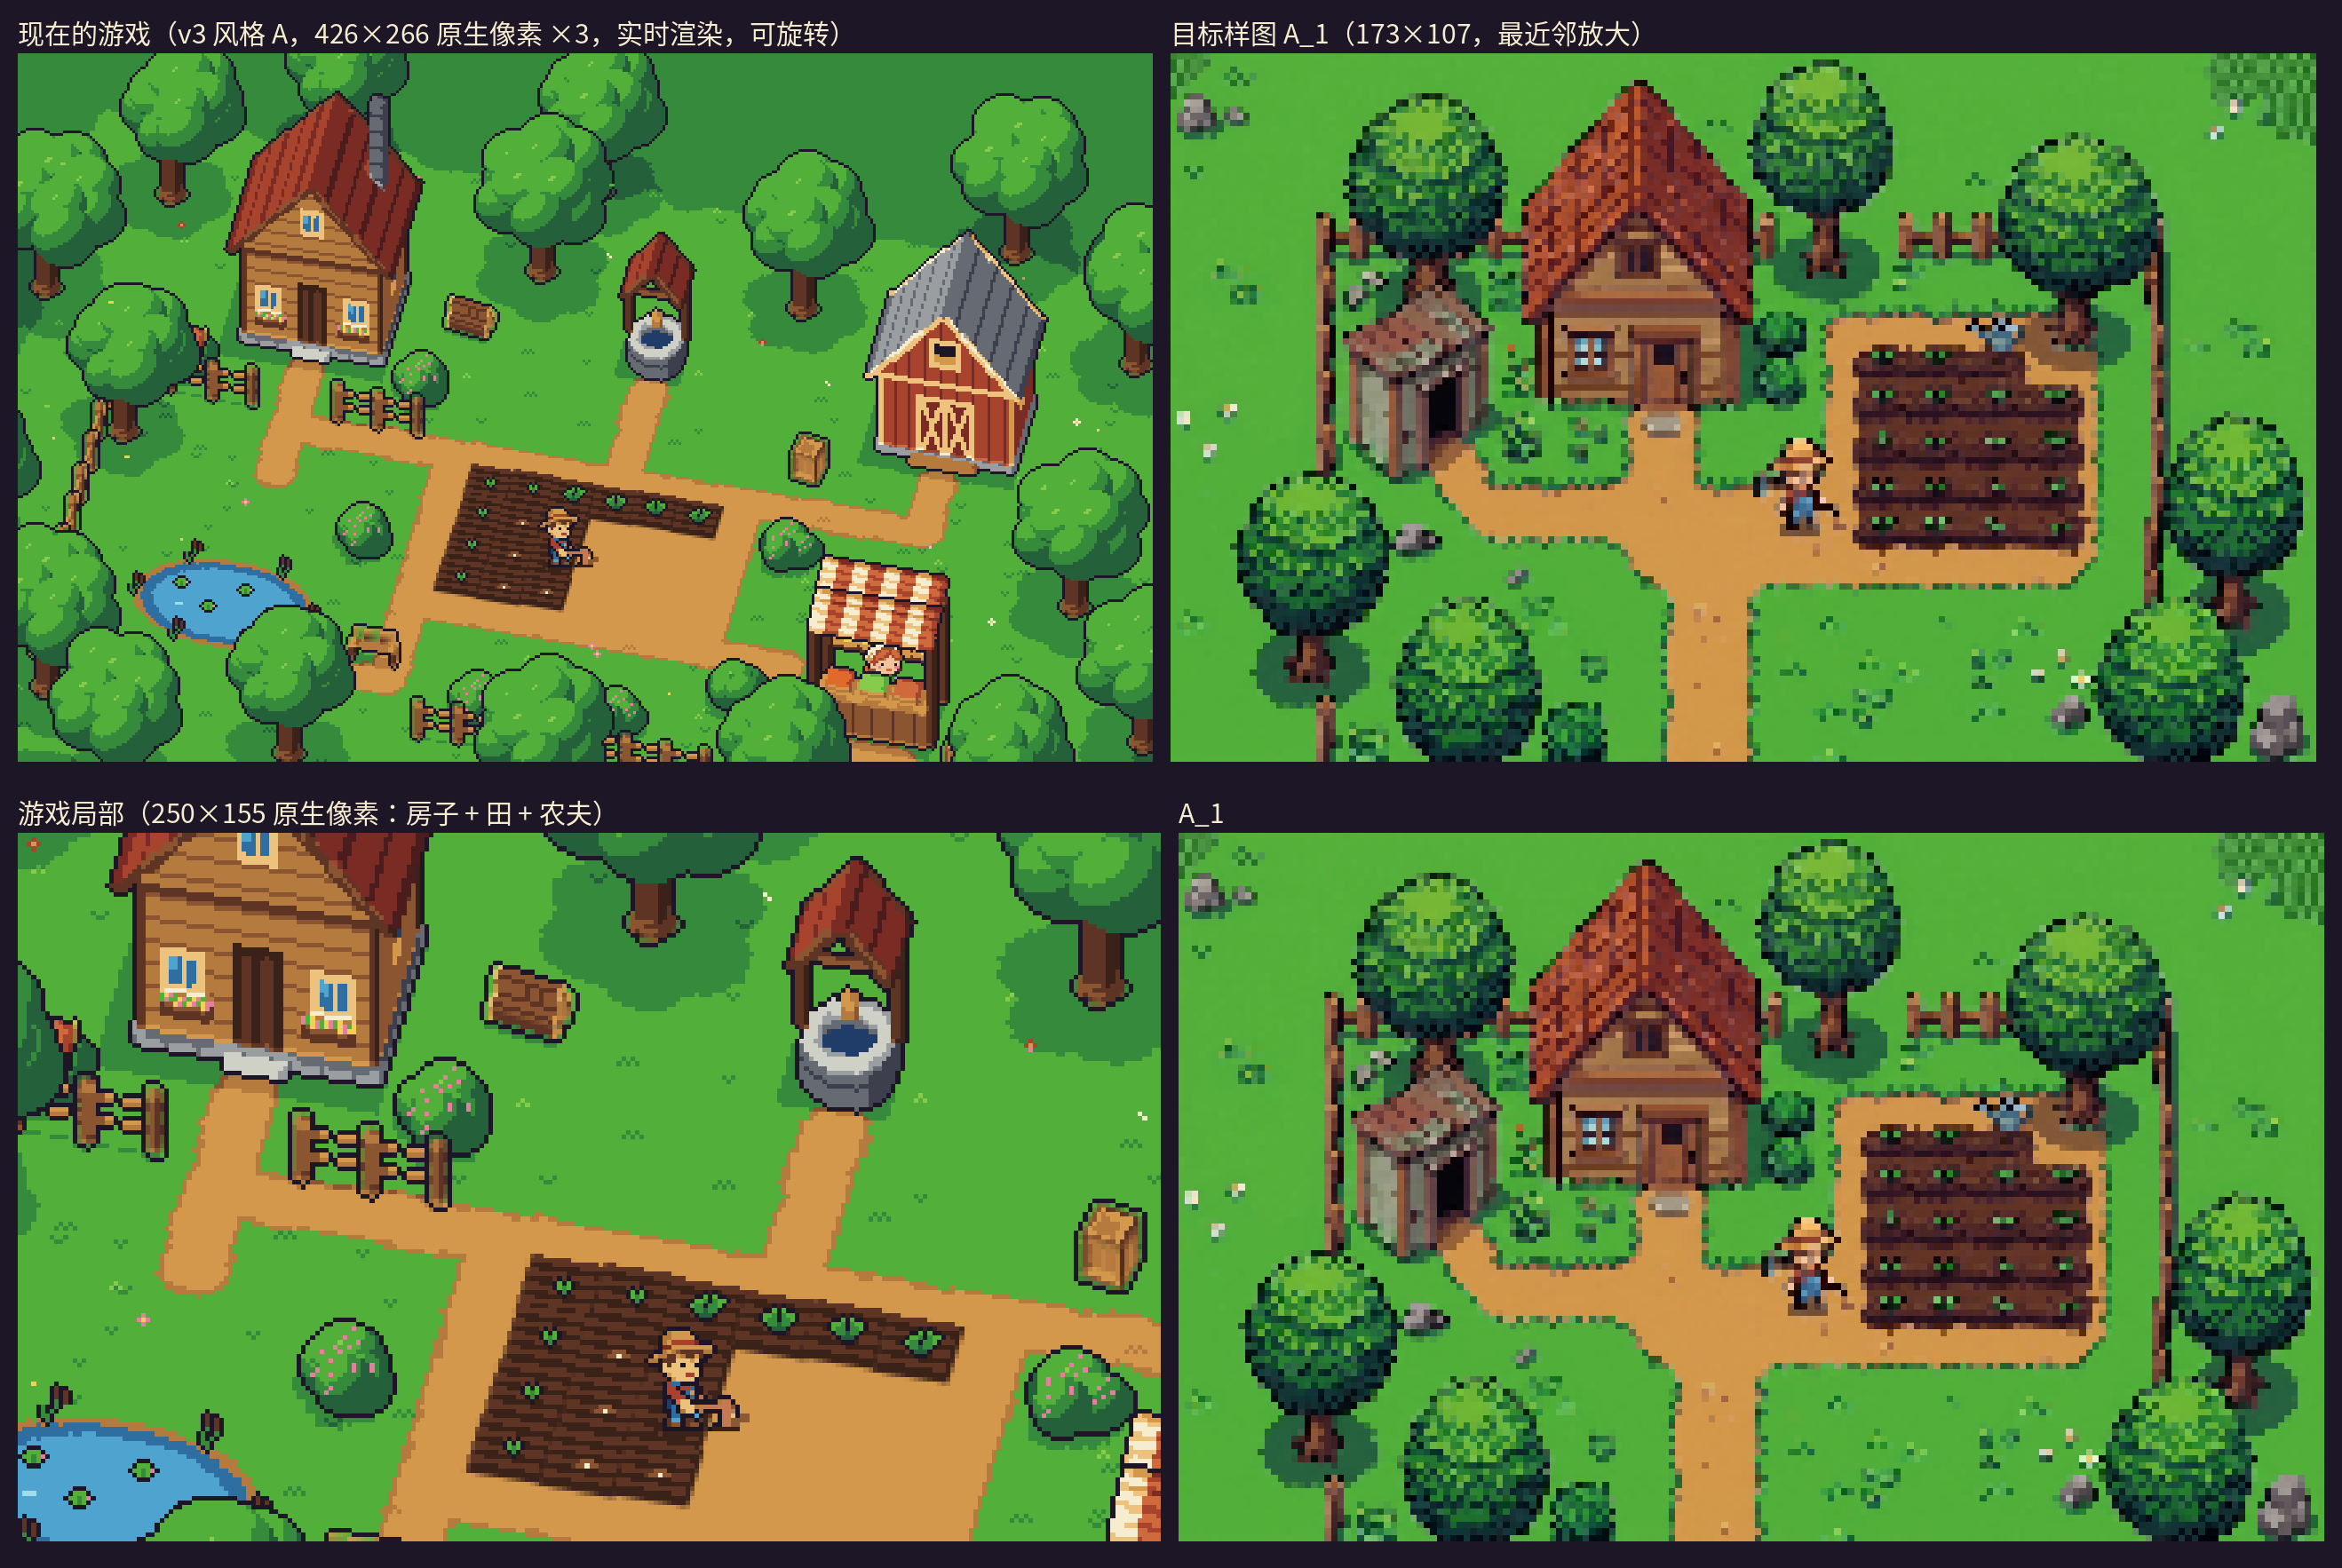 现在的游戏（v3 风格 A，426×266 原生像素 ×3，实时渲染，可旋转）
目标样图 A_1（173×107，最近邻放大）
游戏局部（250×155 原生像素：房子 + 田 + 农夫）
A_1